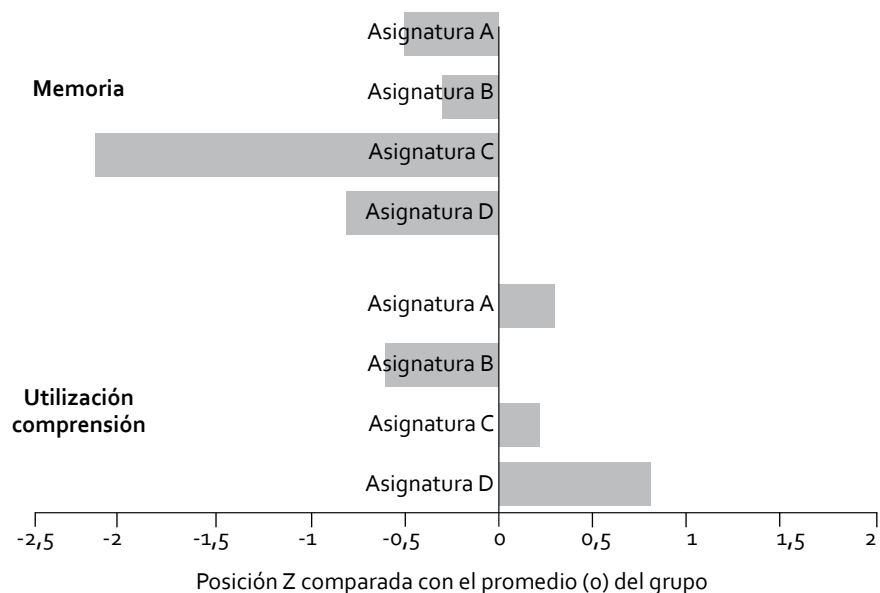 Memoria
Asignatura A
Asignatura B
Asignatura C
Asignatura D
Utilización
comprensión
Asignatura A
Asignatura B
Asignatura C
Asignatura D
-2,5 -2 -1,5 -1 -0,5 0 0,5 1 1,5 2
Posición Z comparada con el promedio (0) del grupo